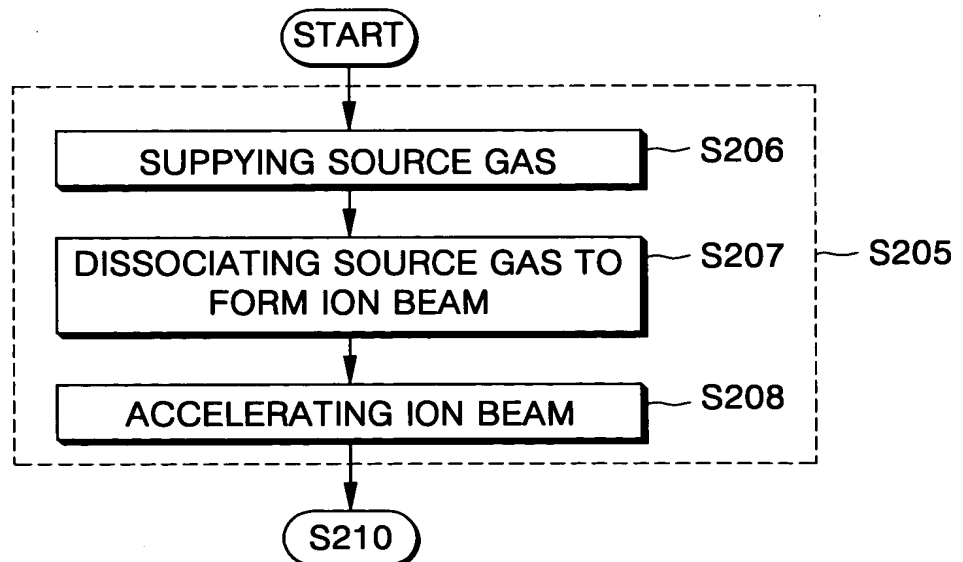 START
SUPPYING SOURCE GAS
S206
DISSOCIATING SOURCE GAS TO
FORM ION BEAM
S207
S205
ACCELERATING ION BEAM
S208
S210